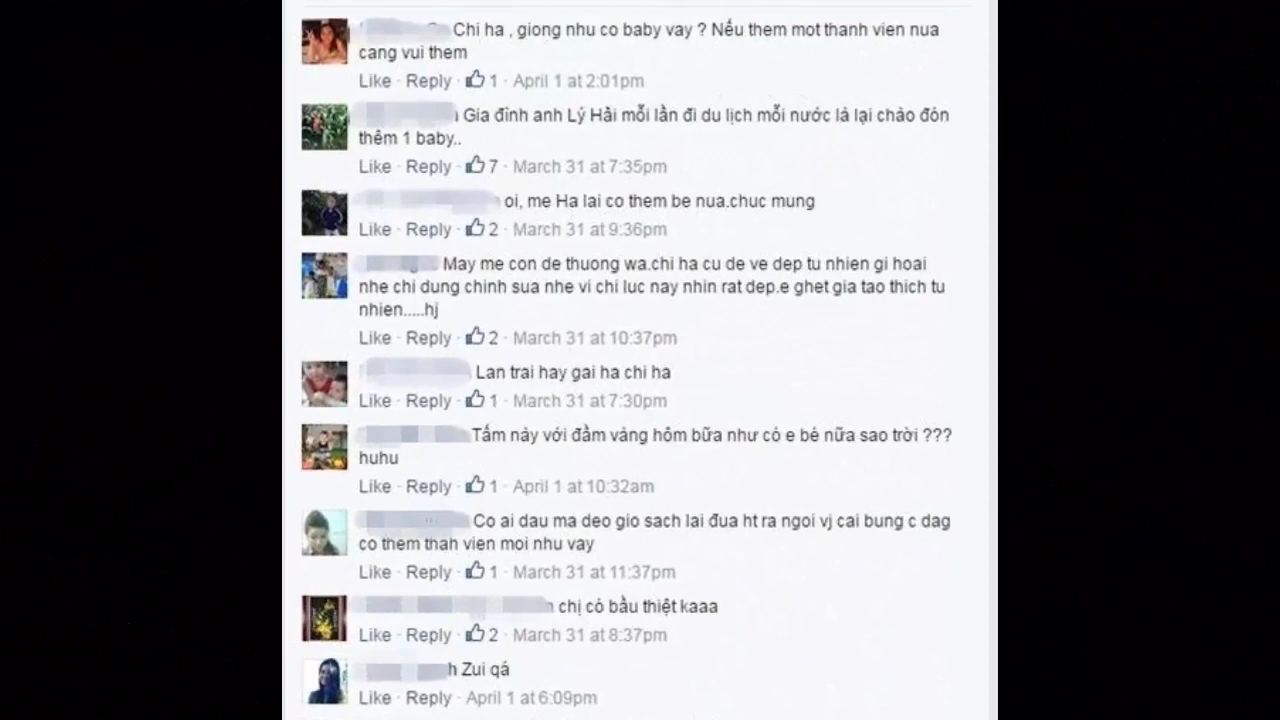 Chi ha , giong nhu co baby vay ? Nếu them mot thanh vien nua
cang vui them
Like · Reply · 1 · April 1 at 2:01pm
Gia đình anh Lý Hải mỗi lần đi du lịch mỗi nước là lại chào đón
thêm 1 baby..
Like · Reply · 7 · March 31 at 7:35pm
oi, me Ha lai co them be nua.chuc mung
Like · Reply · 2 · March 31 at 9:36pm
May me con de thuong wa.chi ha cu de ve dep tu nhien gi hoai
nhe chi dung chinh sua nhe vi chi luc nay nhin rat dep.e ghet gia tao thich tu
nhien.....hj
Like · Reply · 2 · March 31 at 10:37pm
Lan trai hay gai ha chi ha
Like · Reply · 1 · March 31 at 7:30pm
Tấm này với đầm vàng hôm bữa như có e bé nữa sao trời ???
huhu
Like · Reply · 1 · April 1 at 10:32am
Co ai dau ma deo gio sach lai đua ht ra ngoi vj cai bung c dag
co them thah vien moi nhu vay
Like · Reply · 1 · March 31 at 11:37pm
chị có bầu thiệt kaaa
Like · Reply · 2 · March 31 at 8:37pm
h Zui qá
Like · Reply · April 1 at 6:09pm